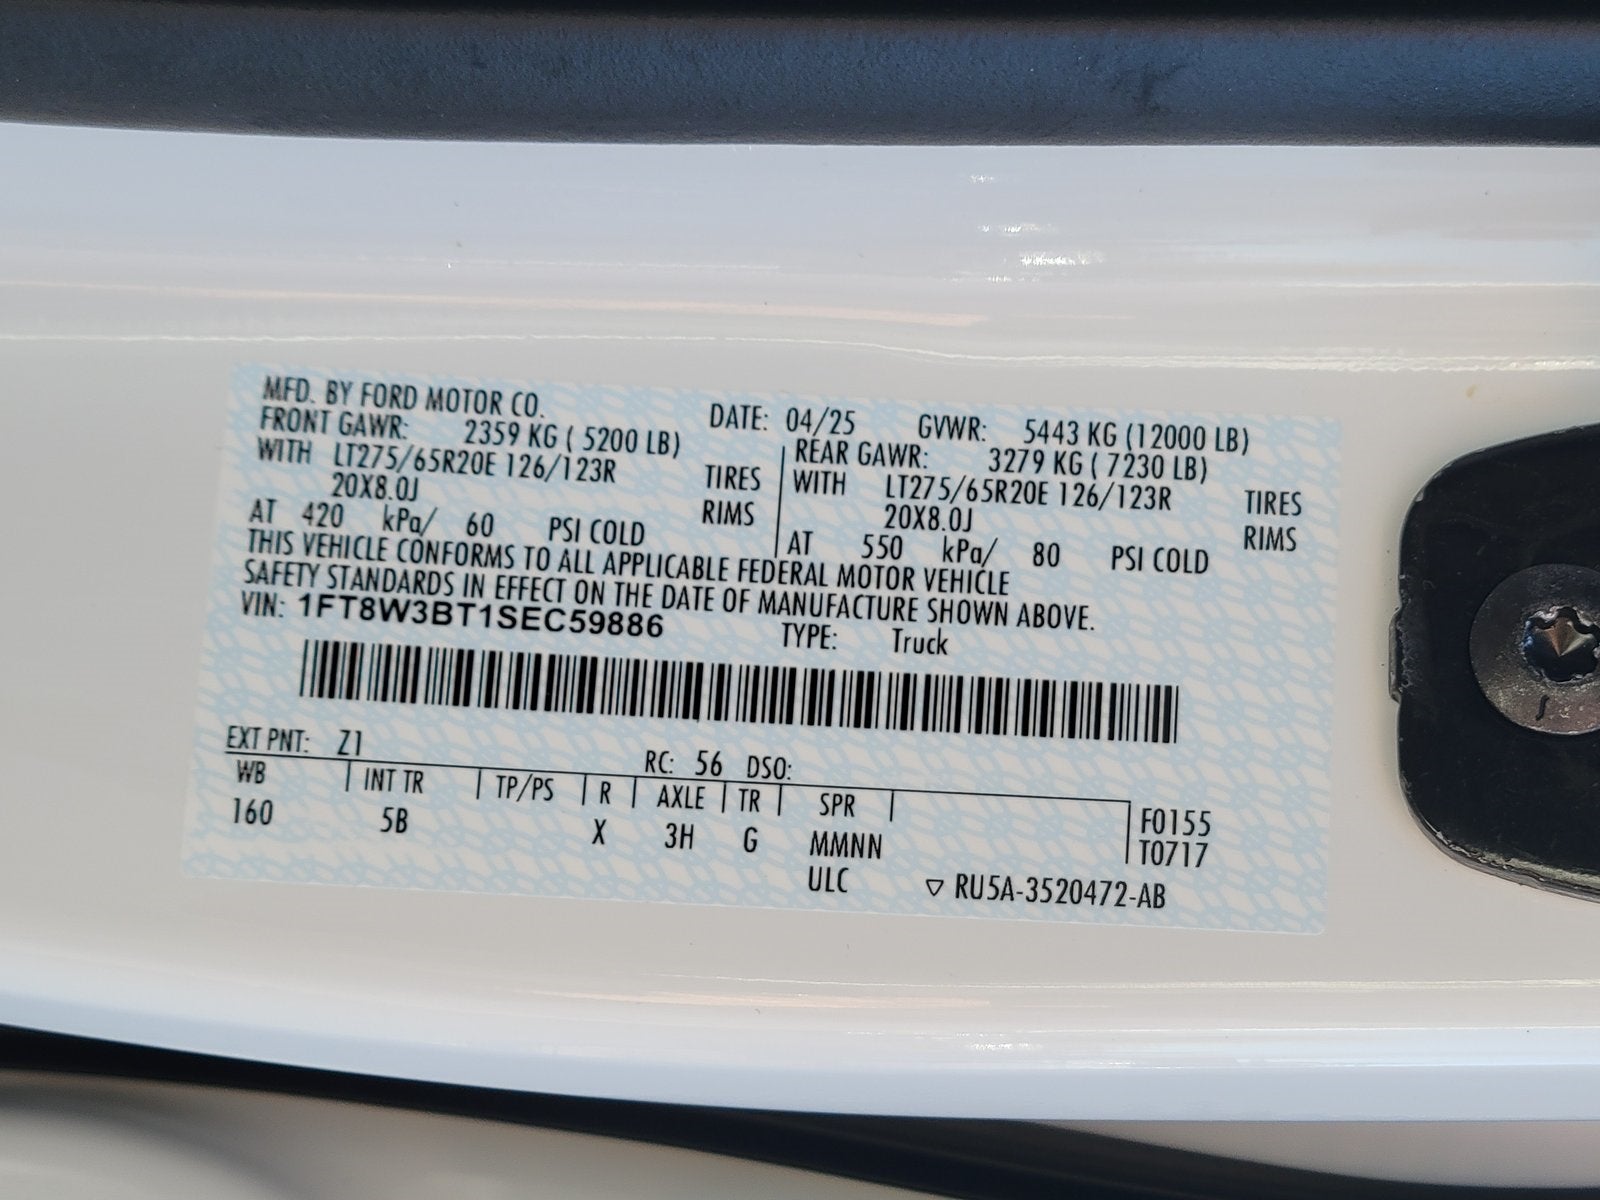 MFD. BY FORD MOTOR CO. DATE: 04/25 GVWR: 5443 KG (12000 LB)
FRONT GAWR: 2359 KG ( 5200 LB) REAR GAWR: 3279 KG ( 7230 LB)
WITH LT275/65R20E 126/123R TIRES WITH LT275/65R20E 126/123R TIRES
20X8.0J RIMS 20X8.0J RIMS
AT 420 kPa/ 60 PSI COLD AT 550 kPa/ 80 PSI COLD
THIS VEHICLE CONFORMS TO ALL APPLICABLE FEDERAL MOTOR VEHICLE
SAFETY STANDARDS IN EFFECT ON THE DATE OF MANUFACTURE SHOWN ABOVE.
VIN: 1FT8W3BT1SEC59886 TYPE: Truck
EXT PNT: Z1 RC: 56 DSO:
WB INT TR TP/PS R AXLE TR SPR F0155
160 5B X 3H G MMNN T0717
ULC ▽ RU5A-3520472-AB